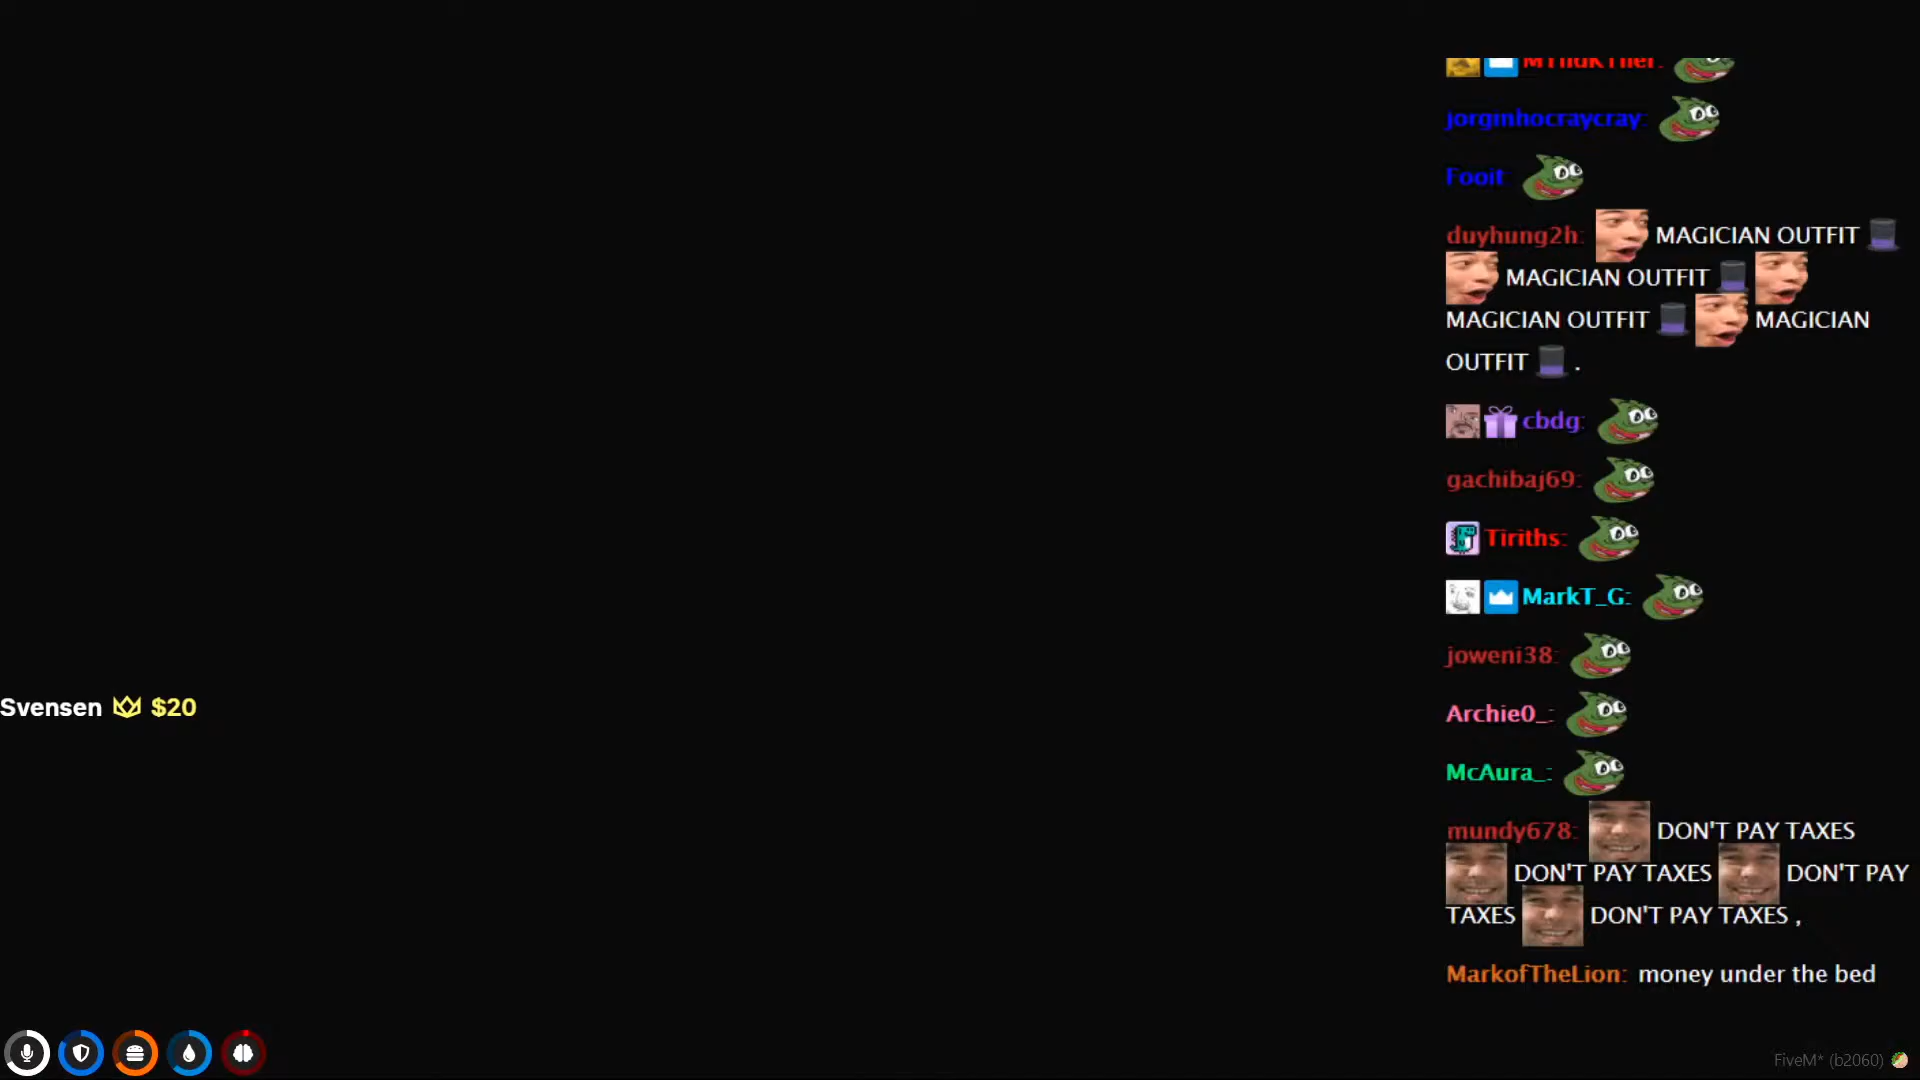 jorginhocraycray:
Fooit
duyhung2h: MAGICIAN OUTFIT
MAGICIAN OUTFIT
MAGICIAN OUTFIT MAGICIAN
OUTFIT .
cbdg:
gachibaj69:
Tiriths:
MarkT_G:
joweni38:
Svensen $20
Archie0_:
McAura_:
mundy678: DON'T PAY TAXES
DON'T PAY TAXES DON'T PAY
TAXES DON'T PAY TAXES ,
MarkofTheLion: money under the bed
FiveM* (b2060)